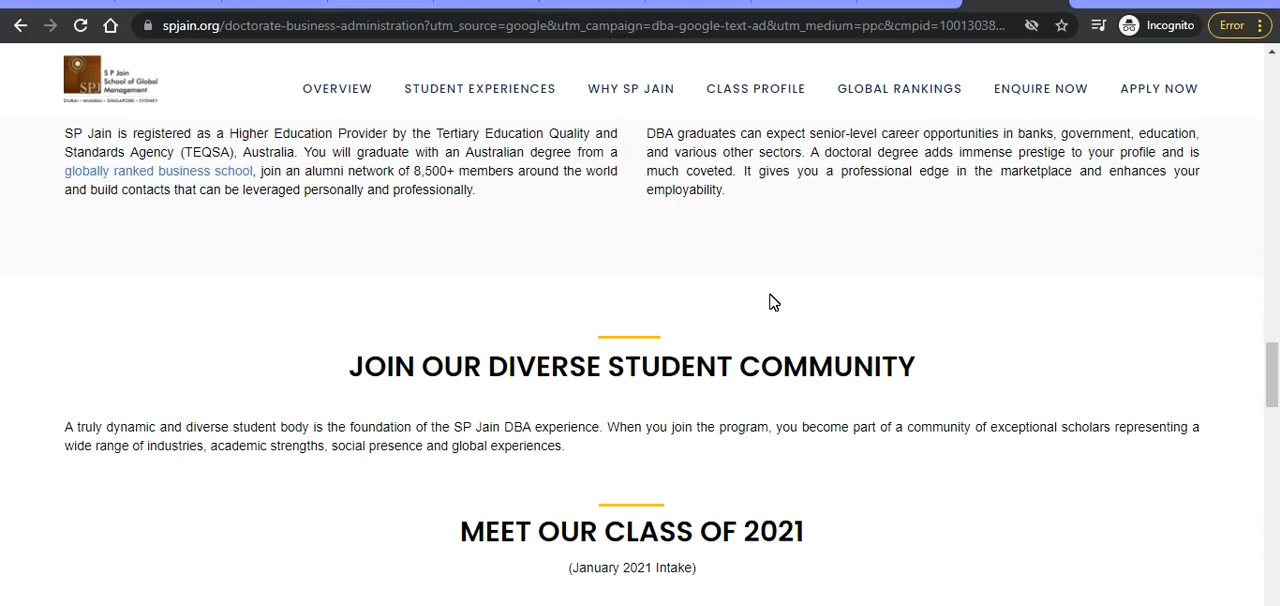 spjain.org/doctorate-business-administration?utm_source=google&utm_campaign=dba-google-text-ad&utm_medium=ppc&cmpid=10013038...
Incognito
Error
S P Jain
School of Global
Management
DUBAI • MUMBAI • SINGAPORE • SYDNEY
OVERVIEW
STUDENT EXPERIENCES
WHY SP JAIN
CLASS PROFILE
GLOBAL RANKINGS
ENQUIRE NOW
APPLY NOW
SP Jain is registered as a Higher Education Provider by the Tertiary Education Quality and
Standards Agency (TEQSA), Australia. You will graduate with an Australian degree from a
globally ranked business school, join an alumni network of 8,500+ members around the world
and build contacts that can be leveraged personally and professionally.
DBA graduates can expect senior-level career opportunities in banks, government, education,
and various other sectors. A doctoral degree adds immense prestige to your profile and is
much coveted. It gives you a professional edge in the marketplace and enhances your
employability.
JOIN OUR DIVERSE STUDENT COMMUNITY
A truly dynamic and diverse student body is the foundation of the SP Jain DBA experience. When you join the program, you become part of a community of exceptional scholars representing a
wide range of industries, academic strengths, social presence and global experiences.
MEET OUR CLASS OF 2021
(January 2021 Intake)